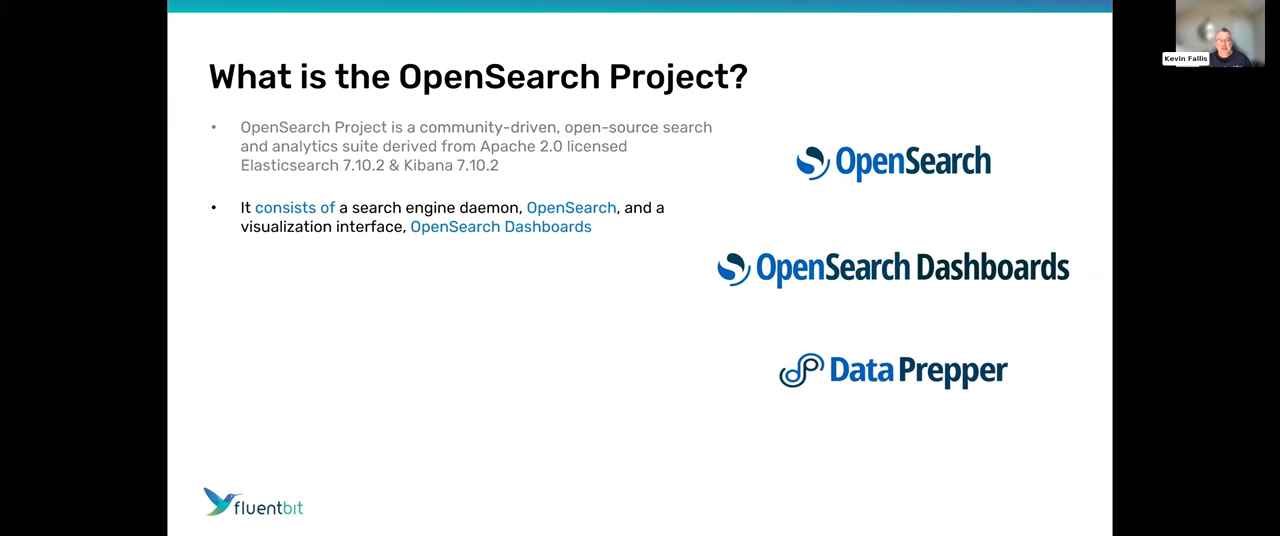 What is the OpenSearch Project?
Kevin Fallis
• OpenSearch Project is a community-driven, open-source search
and analytics suite derived from Apache 2.0 licensed
Elasticsearch 7.10.2 & Kibana 7.10.2
• It consists of a search engine daemon, OpenSearch, and a
visualization interface, OpenSearch Dashboards
OpenSearch
OpenSearch Dashboards
Data Prepper
fluentbit